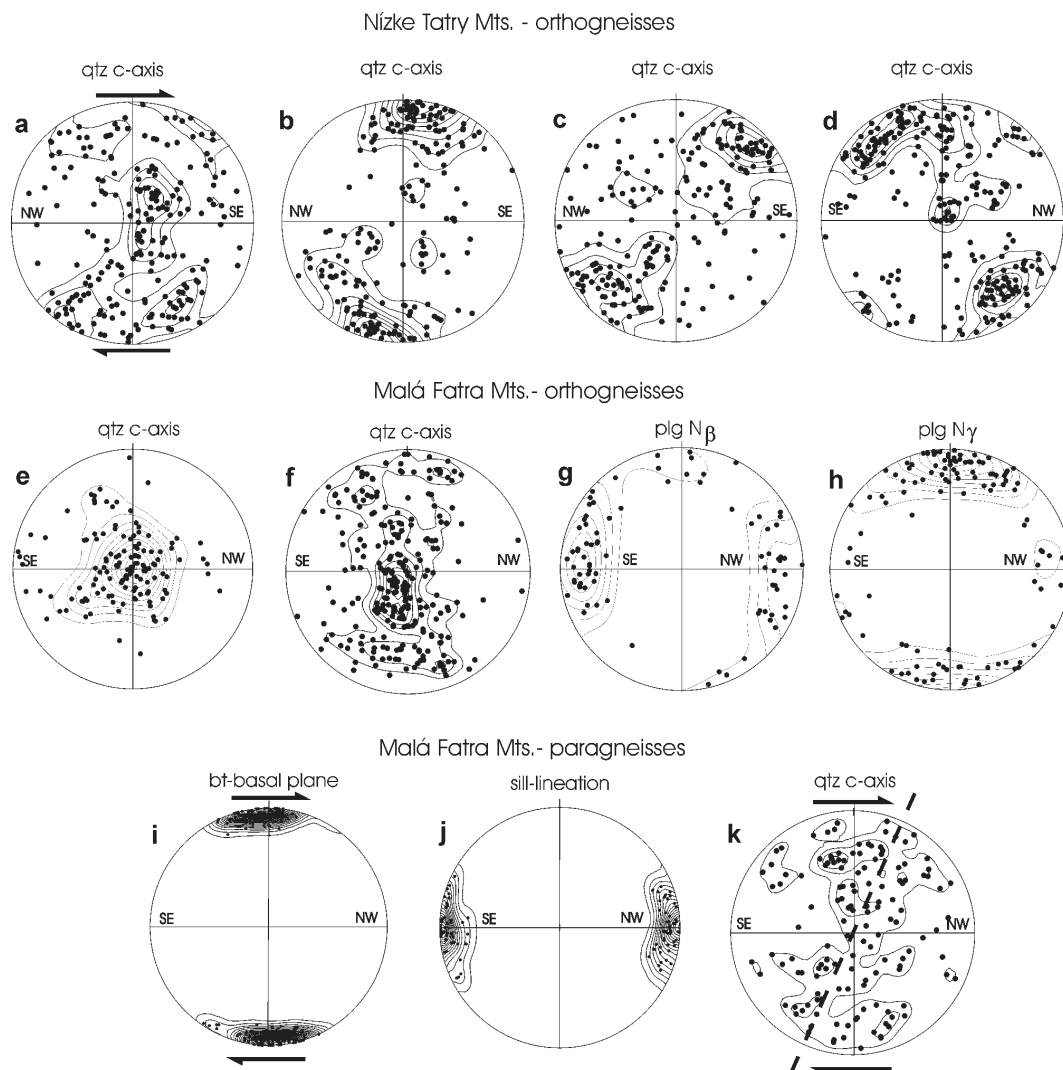 Nízke Tatry Mts. - orthogneisses
qtz c-axis qtz c-axis qtz c-axis qtz c-axis
a b c d
NW SE NW SE NW SE NW
Malá Fatra Mts.- orthogneisses
qtz c-axis qtz c-axis plg Nβ plg Nγ
e f g h
SE NW SE NW SE NW SE NW
Malá Fatra Mts.- paragneisses
bt-basal plane sill-lineation qtz c-axis
i j k
SE NW SE NW SE NW